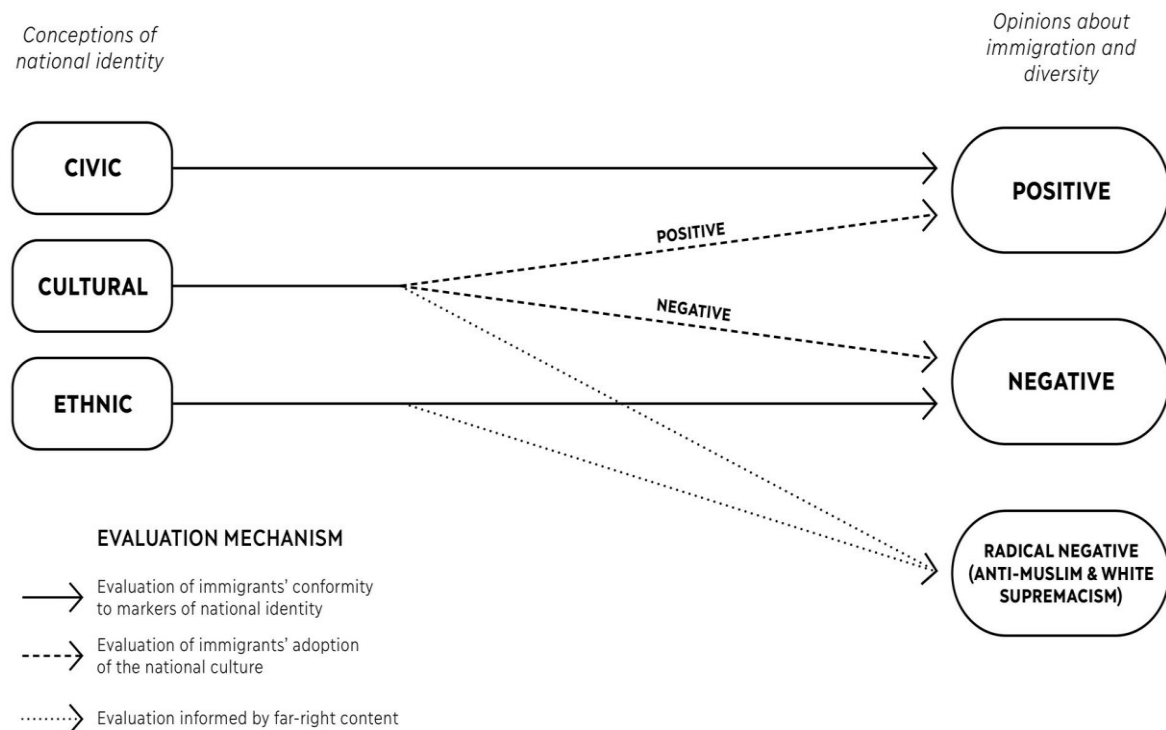 Conceptions of
national identity
Opinions about
immigration and
diversity
CIVIC
POSITIVE
POSITIVE
CULTURAL
NEGATIVE
NEGATIVE
ETHNIC
EVALUATION MECHANISM
Evaluation of immigrants’ conformity
to markers of national identity
Evaluation of immigrants’ adoption
of the national culture
Evaluation informed by far-right content
RADICAL NEGATIVE
(ANTI-MUSLIM & WHITE
SUPREMACISM)